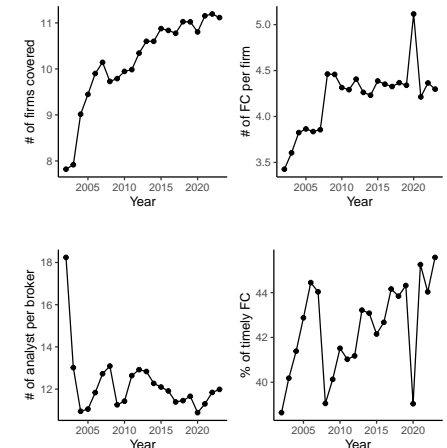 # of firms covered
11
10
9
8
2005 2010 2015 2020
Year
# of FC per firm
5.0
4.5
4.0
3.5
2005 2010 2015 2020
Year
# of analyst per broker
18
16
14
12
2005 2010 2015 2020
Year
% of timely FC
44
42
40
2005 2010 2015 2020
Year